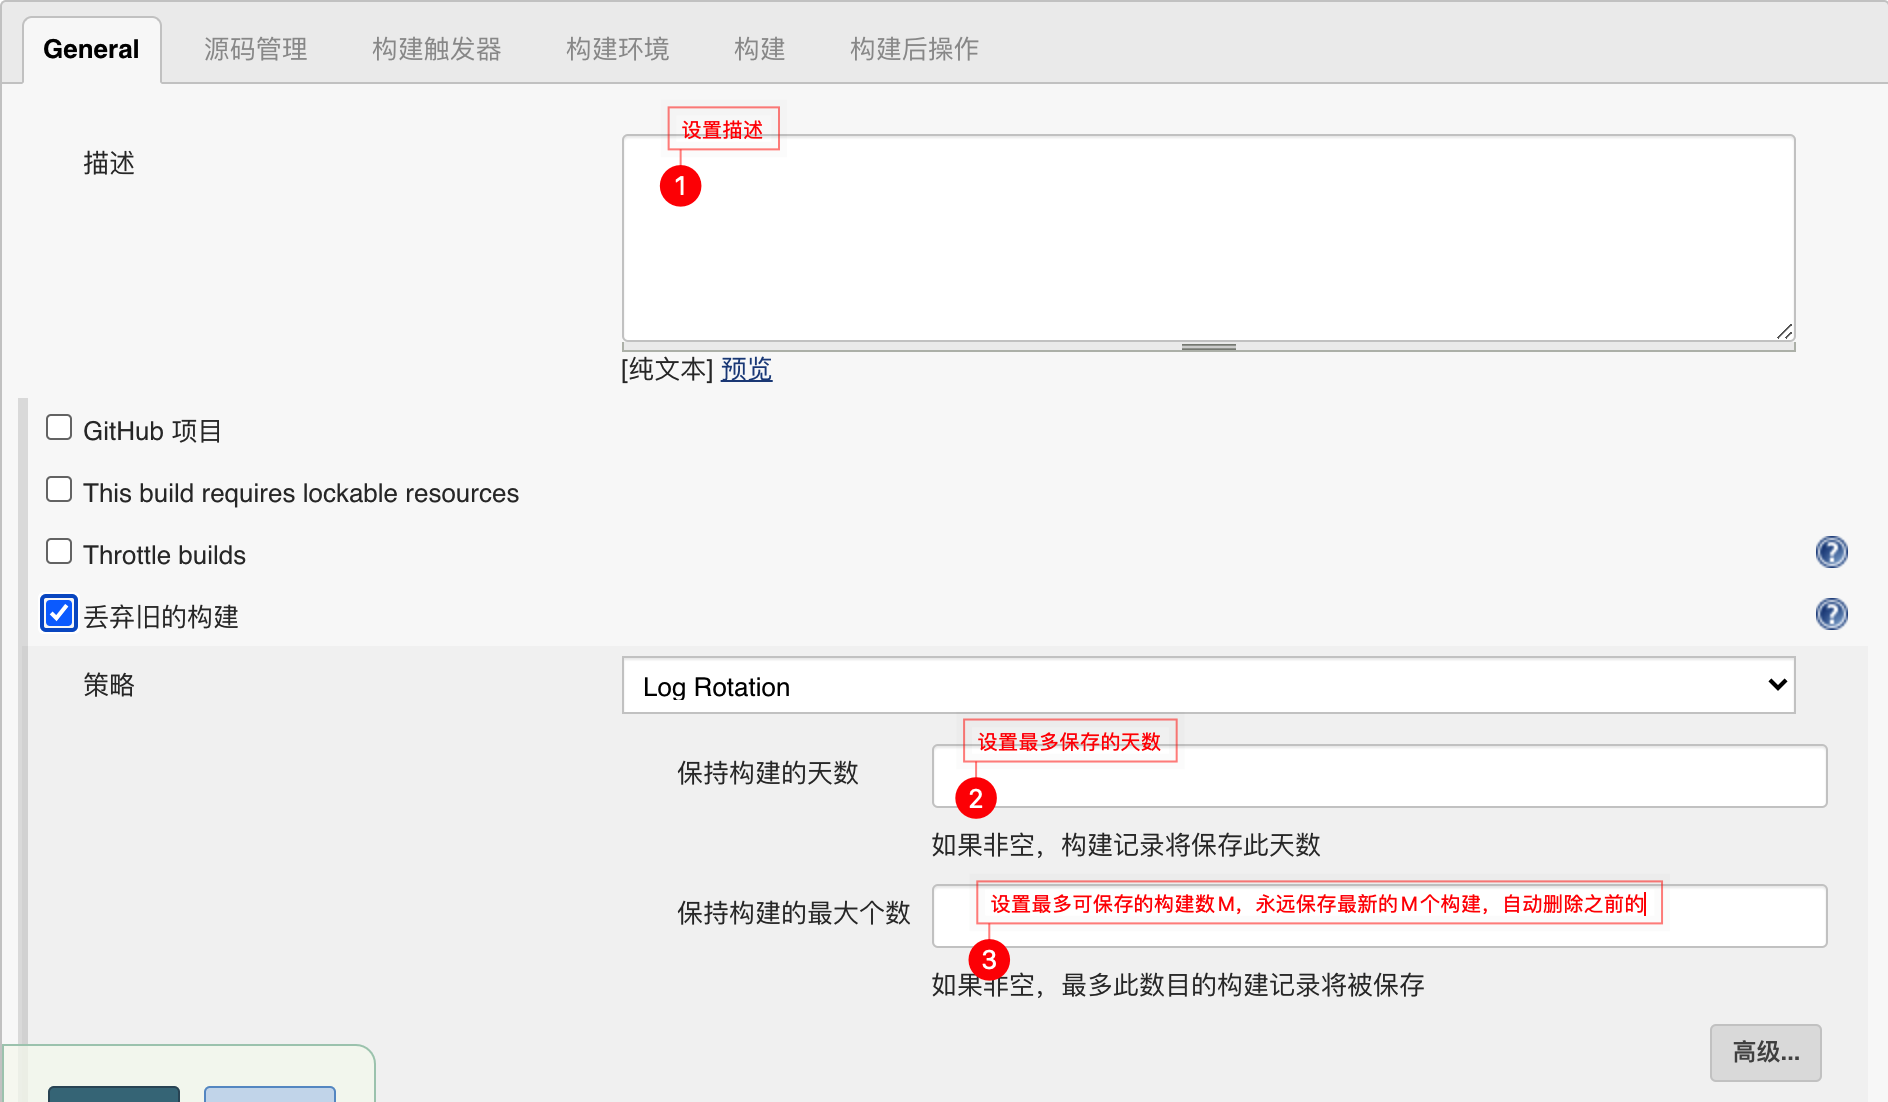 General 源码管理 构建触发器 构建环境 构建 构建后操作
设置描述
描述
1
[纯文本] 预览
GitHub 项目
This build requires lockable resources
Throttle builds
?
丢弃旧的构建
?
策略
Log Rotation
设置最多保存的天数
保持构建的天数
2
如果非空，构建记录将保存此天数
设置最多可保存的构建数M，永远保存最新的M个构建，自动删除之前的
保持构建的最大个数
3
如果非空，最多此数目的构建记录将被保存
高级...